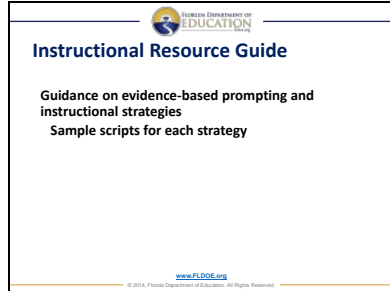 FLORIDA DEPARTMENT OF
EDUCATION
fldoe.org
Instructional Resource Guide
Guidance on evidence-based prompting and
instructional strategies
Sample scripts for each strategy
www.FLDOE.org
© 2014, Florida Department of Education. All Rights Reserved.